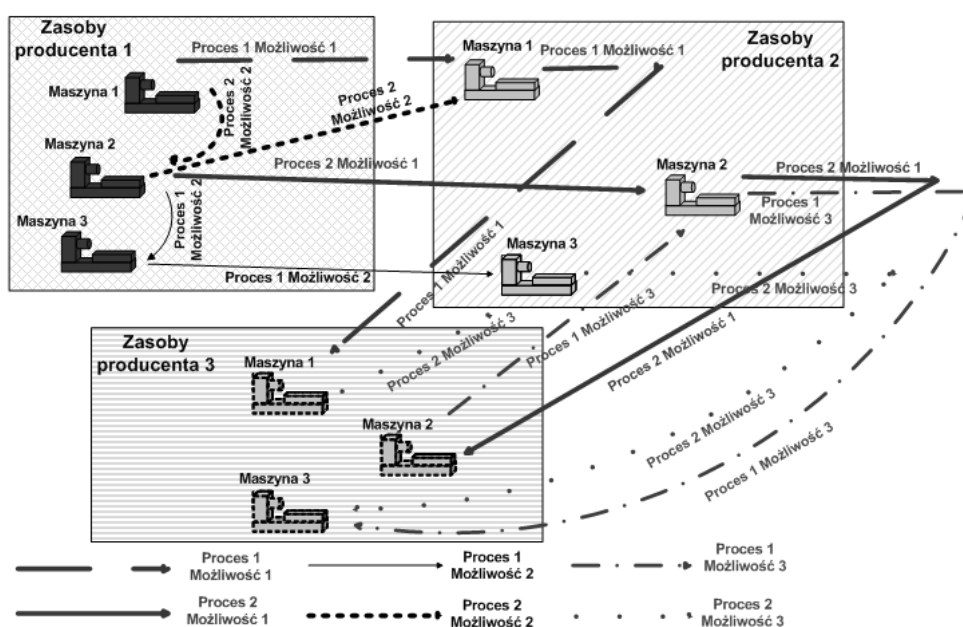 Zasoby
producenta 1
Proces 1 Możliwość 1
Maszyna 1
Proces 1 Możliwość 1
Zasoby
producenta 2
Maszyna 1
Proces 2
Możliwość 2
Proces 2
Możliwość 2
Maszyna 2
Proces 2 Możliwość 1
Maszyna 2
Proces 2 Możliwość 1
Proces 1
Możliwość 3
Maszyna 3
Proces 1
Możliwość 2
Proces 1 Możliwość 2
Maszyna 3
Proces 1 Możliwość 1
Proces 2 Możliwość 3
Zasoby
producenta 3
Maszyna 1
Proces 2 Możliwość 3
Proces 1 Możliwość 3
Proces 2 Możliwość 1
Maszyna 2
Proces 2 Możliwość 3
Proces 1 Możliwość 3
Maszyna 3
Proces 1
Możliwość 1
Proces 1
Możliwość 2
Proces 1
Możliwość 3
Proces 2
Możliwość 1
Proces 2
Możliwość 2
Proces 2
Możliwość 3